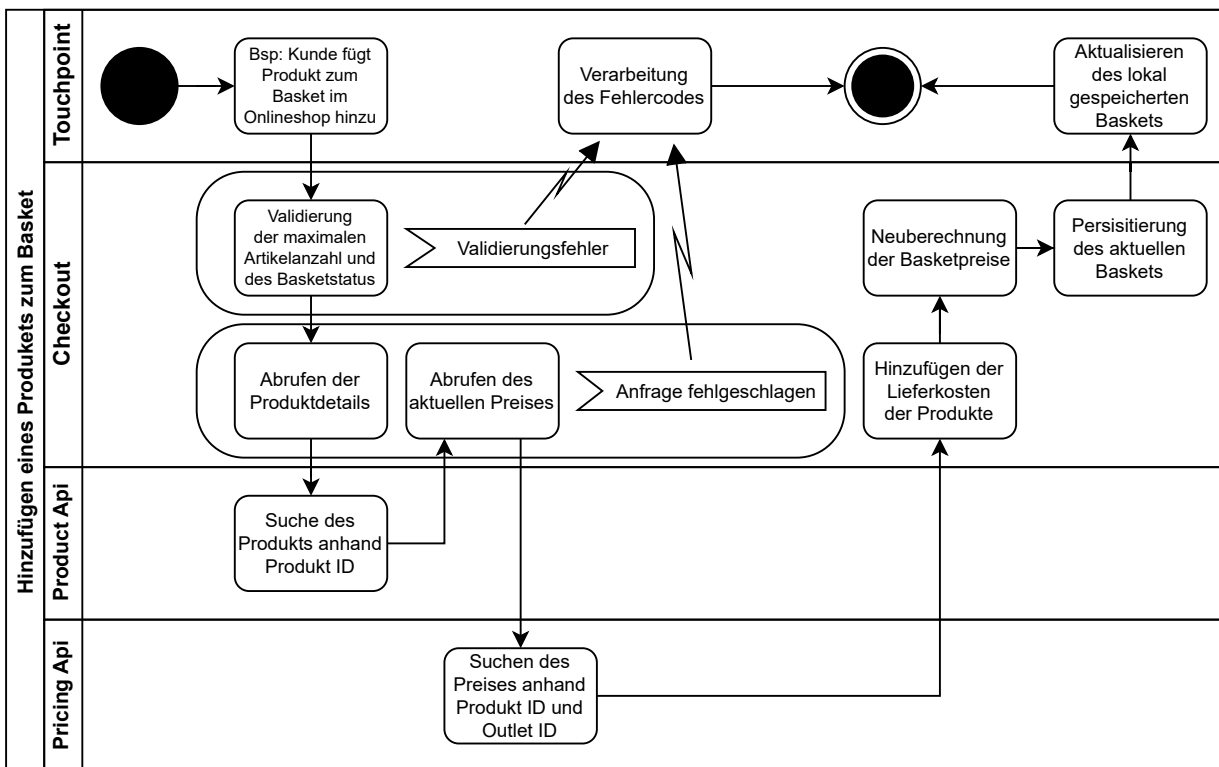 Hinzufügen eines Produkets zum Basket
Touchpoint
Bsp: Kunde fügt
Produkt zum
Basket im
Onlineshop hinzu
Verarbeitung
des Fehlercodes
Aktualisieren
des lokal
gespeicherten
Baskets
Checkout
Validierung
der maximalen
Artikelanzahl und
des Basketstatus
Validierungsfehler
Neuberechnung
der Basketpreise
Persisitierung
des aktuellen
Baskets
Abrufen der
Produktdetails
Abrufen des
aktuellen Preises
Anfrage fehlgeschlagen
Hinzufügen der
Lieferkosten
der Produkte
Product Api
Suche des
Produkts anhand
Produkt ID
Pricing Api
Suchen des
Preises anhand
Produkt ID und
Outlet ID